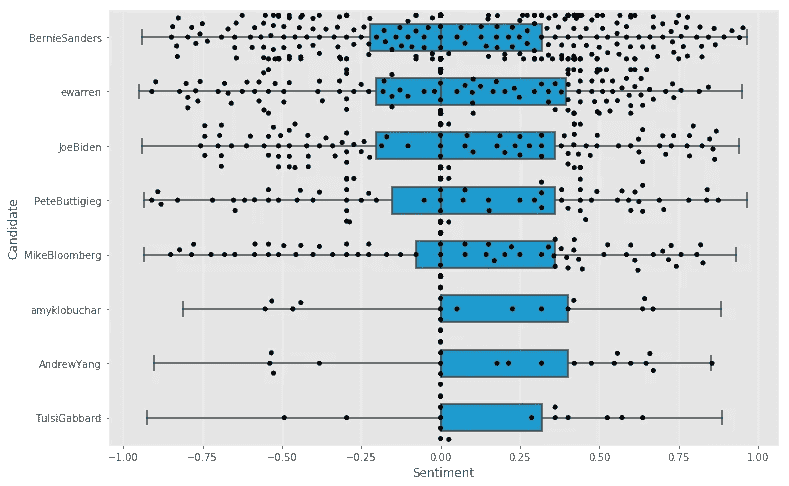 Candidate
BernieSanders
ewarren
JoeBiden
PeteButtigieg
MikeBloomberg
amyklobuchar
AndrewYang
TulsiGabbard
−1.00 −0.75 −0.50 −0.25 0.00 0.25 0.50 0.75 1.00
Sentiment